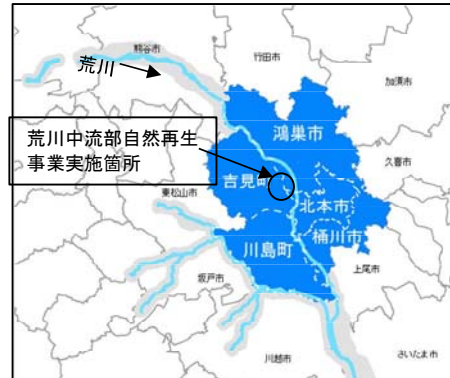 熊谷市
荒川
行田市
加須市
鴻巣市
荒川中流部自然再生
事業実施箇所
久喜市
吉見町
東松山市
北本市
桶川市
川島町
上尾市
坂戸市
川越市
さいたま市